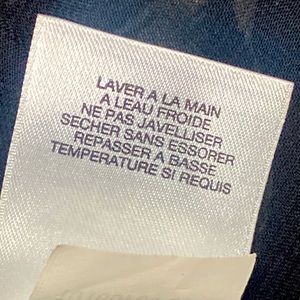 LAVER A LA MAIN
A LEAU FROIDE
NE PAS JAVELLISER
SECHER SANS ESSORER
REPASSER A BASSE
TEMPERATURE SI REQUIS